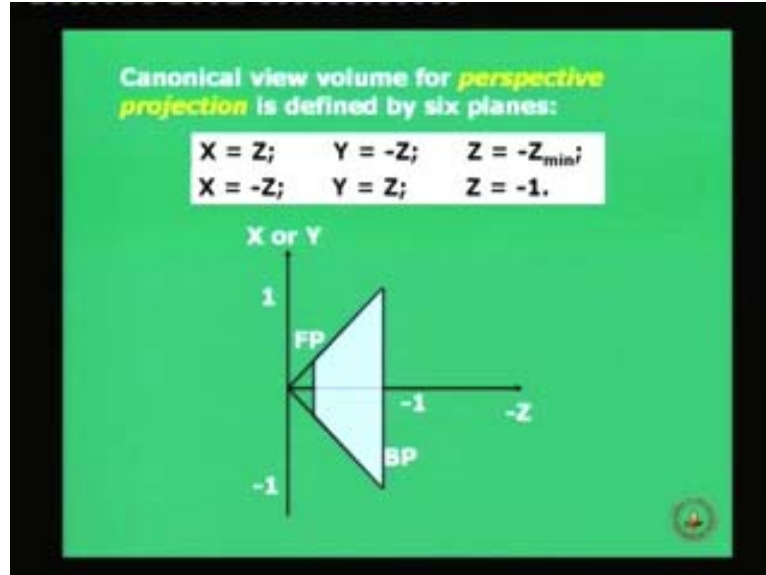 Canonical view volume for perspective
projection is defined by six planes:
X = Z; Y = -Z; Z = -Zmin;
X = -Z; Y = Z; Z = -1.
X or Y
1
FP
-1
-Z
BP
-1